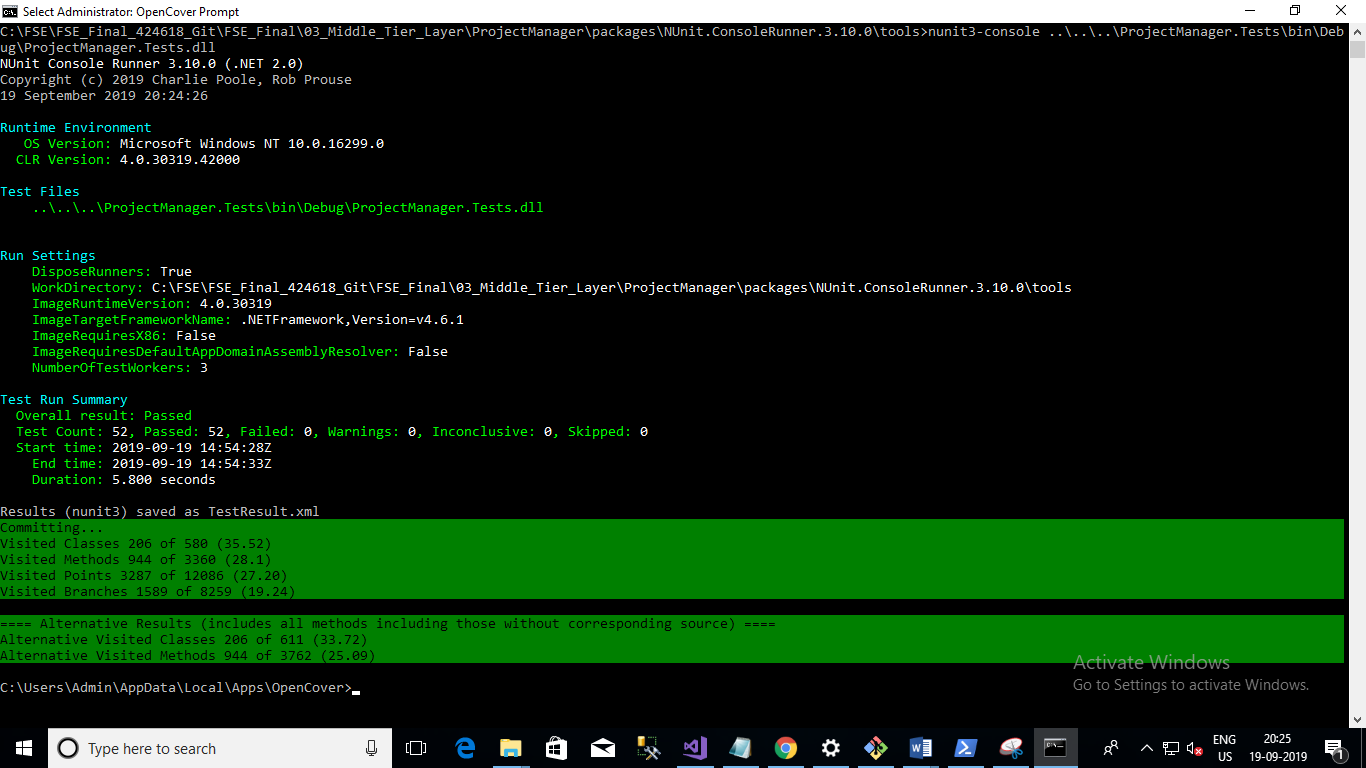 Select Administrator: OpenCover Prompt
C:\FSE\FSE_Final_424618_Git\FSE_Final\03_Middle_Tier_Layer\ProjectManager\packages\NUnit.ConsoleRunner.3.10.0\tools>nunit3-console ..\..\..\ProjectManager.Tests\bin\Deb
ug\ProjectManager.Tests.dll
NUnit Console Runner 3.10.0 (.NET 2.0)
Copyright (c) 2019 Charlie Poole, Rob Prouse
19 September 2019 20:24:26
Runtime Environment
OS Version: Microsoft Windows NT 10.0.16299.0
CLR Version: 4.0.30319.42000
Test Files
..\..\..\ProjectManager.Tests\bin\Debug\ProjectManager.Tests.dll
Run Settings
DisposeRunners: True
WorkDirectory: C:\FSE\FSE_Final_424618_Git\FSE_Final\03_Middle_Tier_Layer\ProjectManager\packages\NUnit.ConsoleRunner.3.10.0\tools
ImageRuntimeVersion: 4.0.30319
ImageTargetFrameworkName: .NETFramework,Version=v4.6.1
ImageRequiresX86: False
ImageRequiresDefaultAppDomainAssemblyResolver: False
NumberOfTestWorkers: 3
Test Run Summary
Overall result: Passed
Test Count: 52, Passed: 52, Failed: 0, Warnings: 0, Inconclusive: 0, Skipped: 0
Start time: 2019-09-19 14:54:28Z
End time: 2019-09-19 14:54:33Z
Duration: 5.800 seconds
Results (nunit3) saved as TestResult.xml
Committing...
Visited Classes 206 of 580 (35.52)
Visited Methods 944 of 3360 (28.1)
Visited Points 3287 of 12086 (27.20)
Visited Branches 1589 of 8259 (19.24)
==== Alternative Results (includes all methods including those without corresponding source) ====
Alternative Visited Classes 206 of 611 (33.72)
Alternative Visited Methods 944 of 3762 (25.09)
Activate Windows
Go to Settings to activate Windows.
C:\Users\Admin\AppData\Local\Apps\OpenCover>
Type here to search
ENG
US
20:25
19-09-2019
1